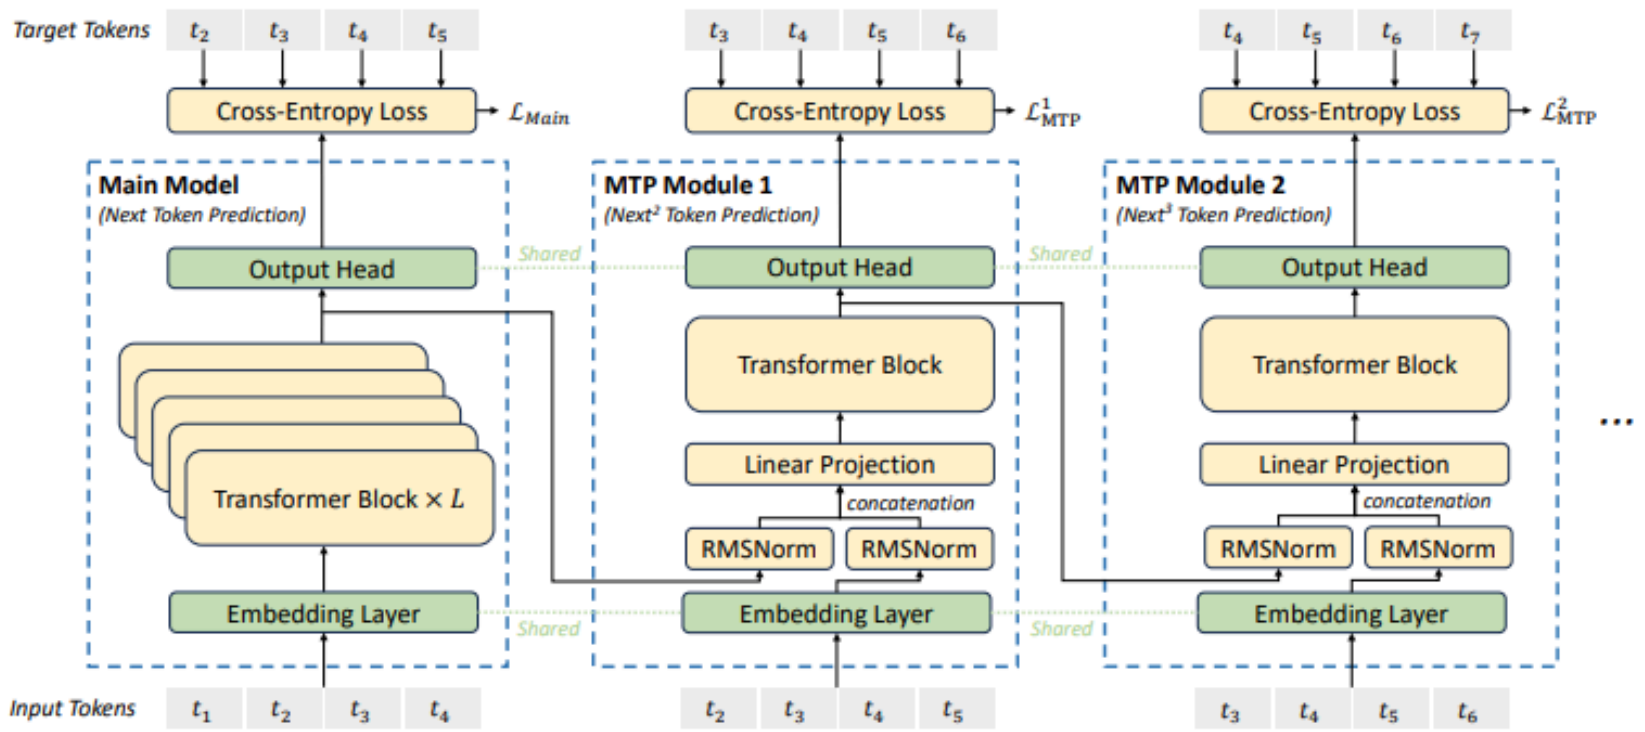 Target Tokens t₂ t₃ t₄ t₅ t₃ t₄ t₅ t₆ t₄ t₅ t₆ t₇
Cross-Entropy Loss ℒ_Main Cross-Entropy Loss ℒ¹_MTP Cross-Entropy Loss ℒ²_MTP
Main Model MTP Module 1 MTP Module 2
(Next Token Prediction) (Next² Token Prediction) (Next³ Token Prediction)
Output Head Shared Output Head Shared Output Head
Transformer Block Transformer Block
...
Linear Projection Linear Projection
Transformer Block × L concatenation concatenation
RMSNorm RMSNorm RMSNorm RMSNorm
Embedding Layer Shared Embedding Layer Shared Embedding Layer
Input Tokens t₁ t₂ t₃ t₄ t₂ t₃ t₄ t₅ t₃ t₄ t₅ t₆